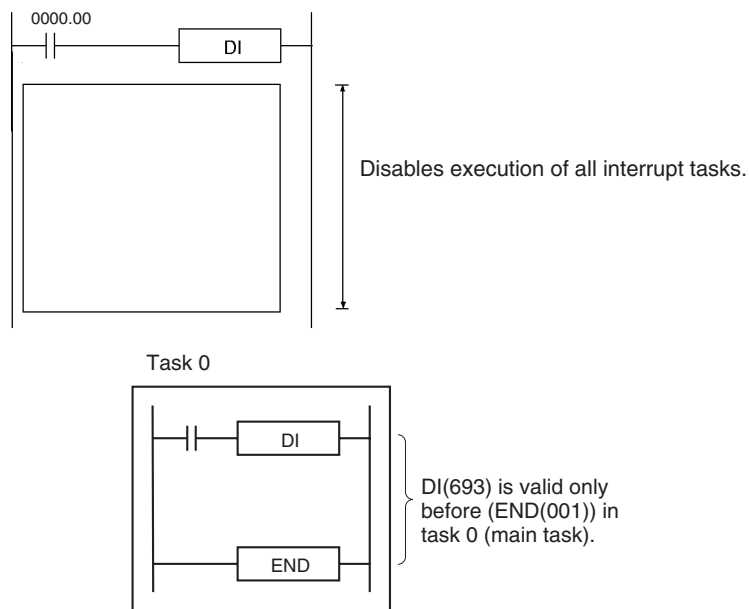 0000.00
DI
Disables execution of all interrupt tasks.
Task 0
DI
DI(693) is valid only
before (END(001)) in
task 0 (main task).
END